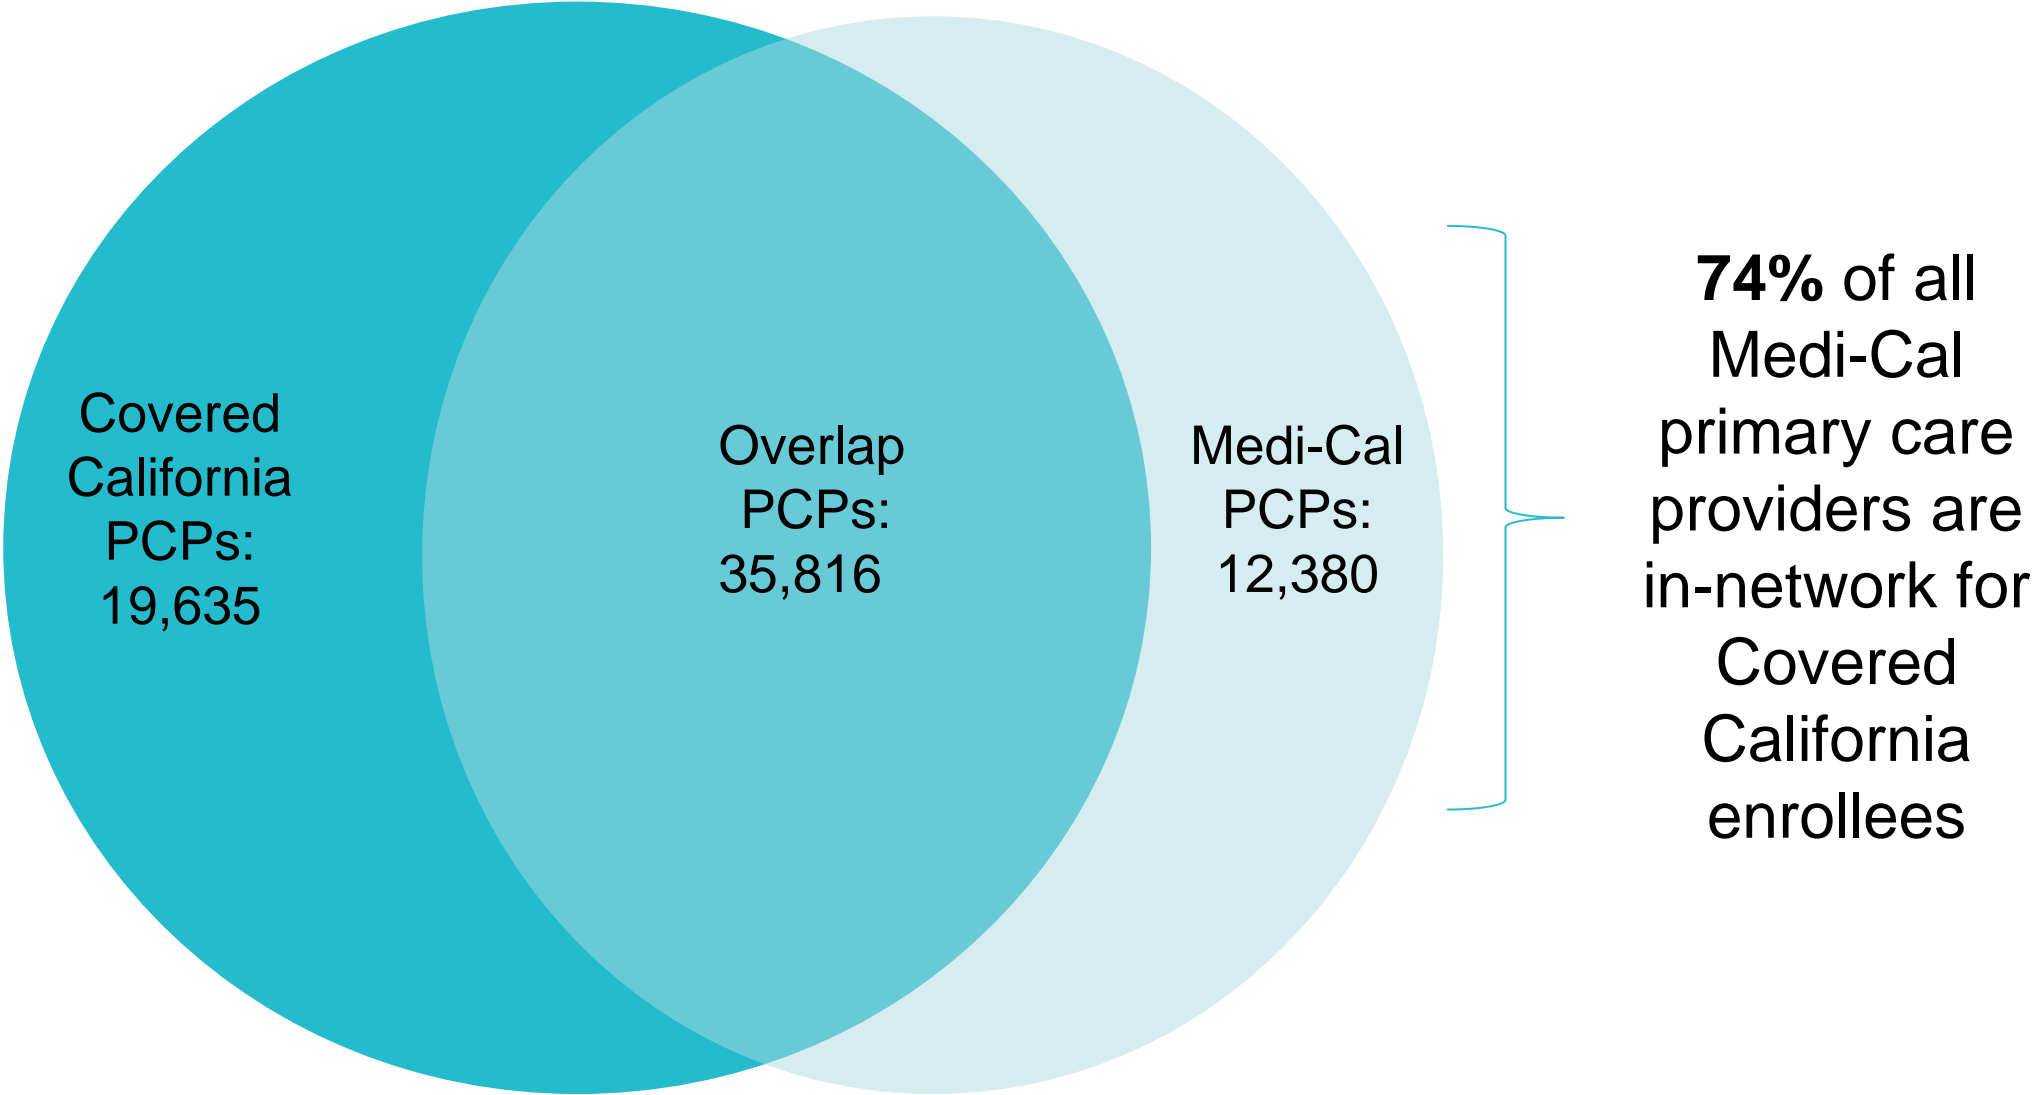 Covered
California
PCPs:
19,635
Overlap
PCPs:
35,816
Medi-Cal
PCPs:
12,380
74% of all
Medi-Cal
primary care
providers are
in-network for
Covered
California
enrollees